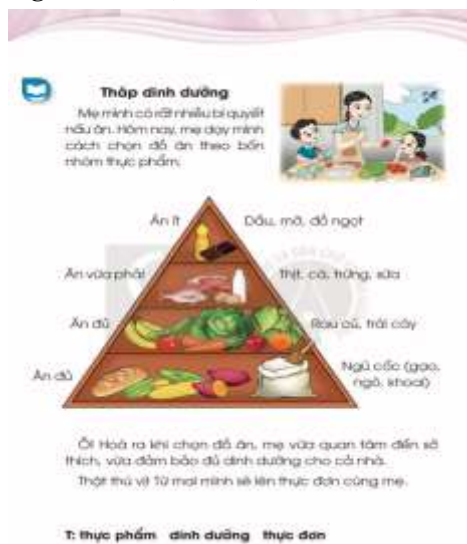 Tháp dinh dưỡng
Mẹ mình có rất nhiều bí quyết
nấu ăn. Hôm nay, mẹ dạy mình
cách chọn đồ ăn theo bốn
nhóm thực phẩm.
Ăn ít
Dầu, mỡ, đồ ngọt
Ăn vừa phải
thịt, cá, trứng, sữa
Ăn đủ
Rau củ, trái cây
Ăn đủ
Ngũ cốc (gạo,
ngô, khoai)
Ồ! Hoá ra khi chọn đồ ăn, mẹ vừa quan tâm đến sở
thích, vừa đảm bảo đủ dinh dưỡng cho cả nhà.
Thật thú vị! Từ mai mình sẽ lên thực đơn cùng mẹ.
T: thực phẩm dinh dưỡng thực đơn